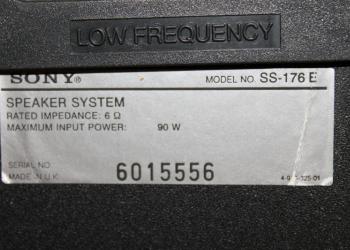 LOW FREQUENCY
SONY® MODEL NO. SS-176 E
SPEAKER SYSTEM
RATED IMPEDANCE: 6 Ω
MAXIMUM INPUT POWER: 90 W
SERIAL NO. 6015556
MADE IN U.K.